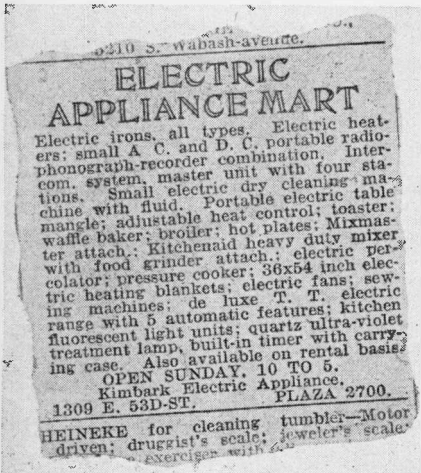 5210 S. Wabash-avenue.
ELECTRIC
APPLIANCE MART
Electric irons, all types. Electric heat-
ers; small A C. and D. C. portable radio-
phonograph-recorder combination. Inter-
com. system, master unit with four sta-
tions. Small electric dry cleaning ma-
chine with fluid. Portable electric table
mangle; adjustable heat control; toaster;
waffle baker; broiler; hot plates; Mixmas-
ter attach.; Kitchenaid heavy duty mixer
with food grinder attach.; electric per-
colator; pressure cooker; 36x54 inch elec-
tric heating blankets; electric fans; sew-
ing machines; de luxe T. T. electric
range with 5 automatic features; kitchen
fluorescent light units; quartz ultra-violet
treatment lamp, built-in timer with carry-
ing case. Also available on rental basis.
OPEN SUNDAY. 10 TO 5.
Kimbark Electric Appliance.
1309 E. 53D-ST. PLAZA 2700.
HEINEKE for cleaning tumbler—Motor
driven; druggist's scale; jeweler's scale.
exerciser with